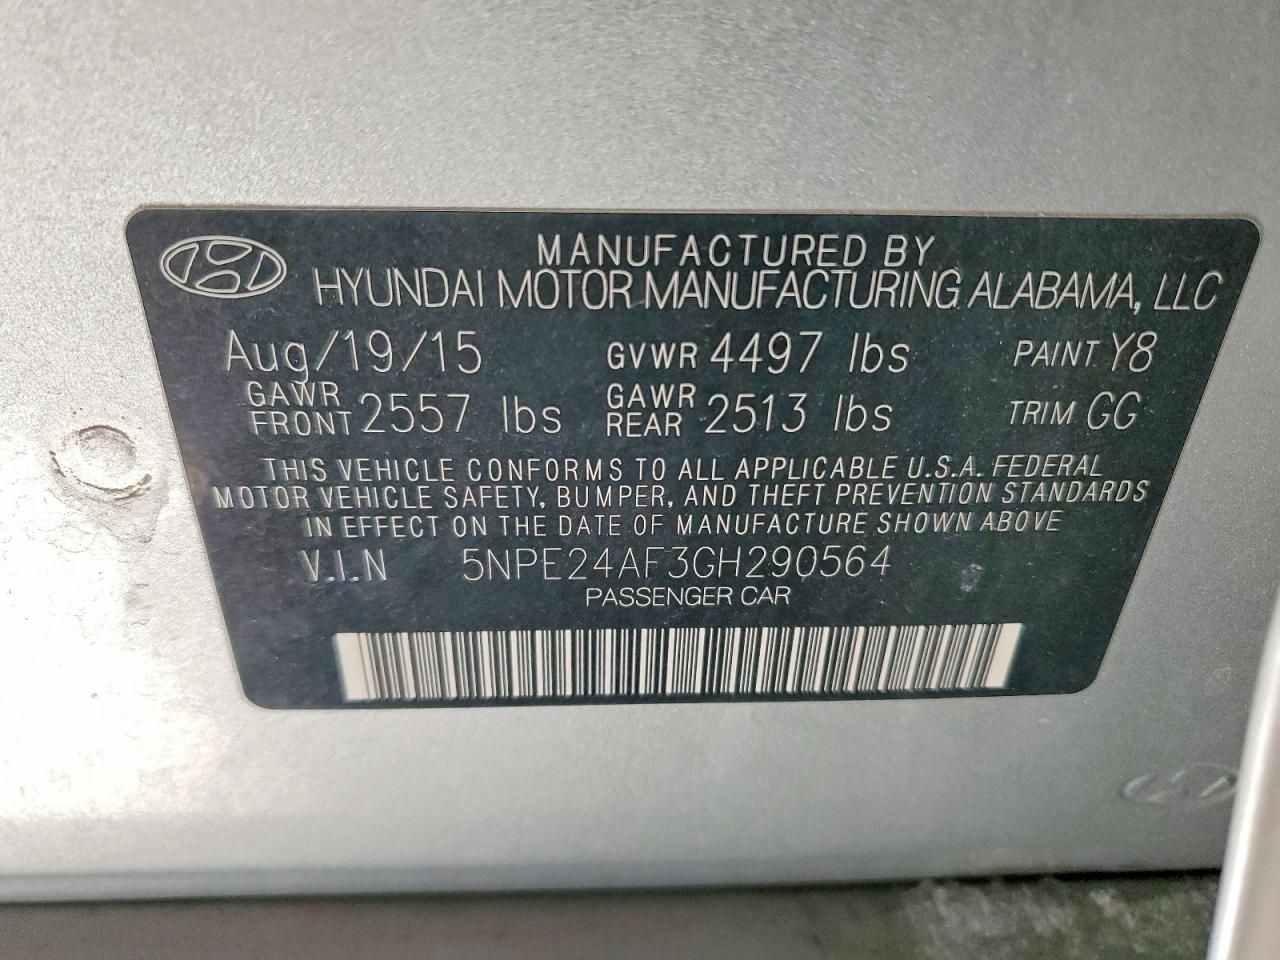 MANUFACTURED BY
HYUNDAI MOTOR MANUFACTURING ALABAMA, LLC
Aug/19/15 GVWR 4497 lbs PAINT Y8
GAWR FRONT 2557 lbs GAWR REAR 2513 lbs TRIM GG
THIS VEHICLE CONFORMS TO ALL APPLICABLE U.S.A. FEDERAL
MOTOR VEHICLE SAFETY, BUMPER, AND THEFT PREVENTION STANDARDS
IN EFFECT ON THE DATE OF MANUFACTURE SHOWN ABOVE
V.I.N 5NPE24AF3GH290564
PASSENGER CAR